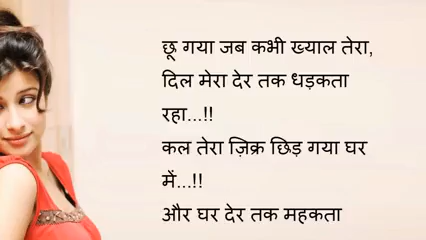 छू गया जब कभी ख्याल तेरा,
दिल मेरा देर तक धड़कता
रहा...!!
कल तेरा ज़िक्र छिड़ गया घर
में...!!
और घर देर तक महकता